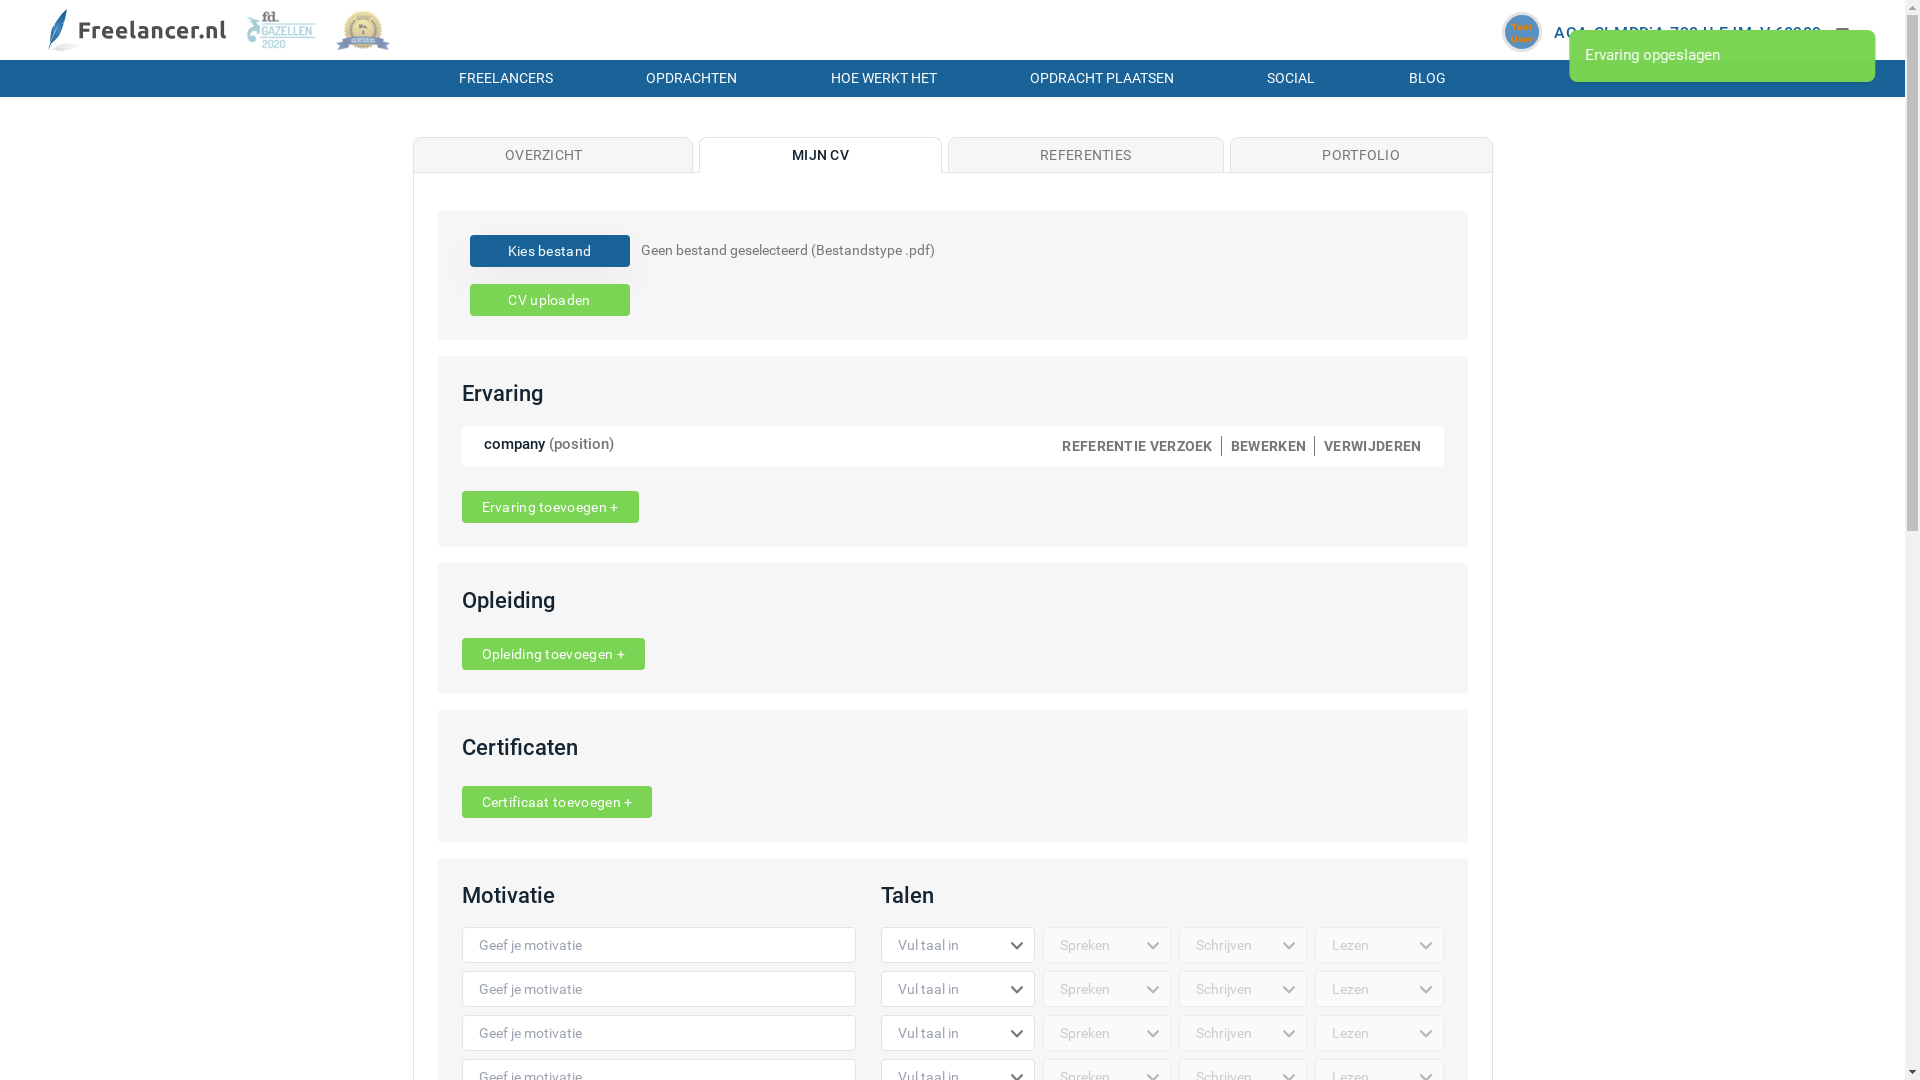 Freelancer.nl
fd.
GAZELLEN
2020
No.
1
Test
User
Ervaring opgeslagen
FREELANCERS
OPDRACHTEN
HOE WERKT HET
OPDRACHT PLAATSEN
SOCIAL
BLOG
OVERZICHT
MIJN CV
REFERENTIES
PORTFOLIO
Kies bestand
Geen bestand geselecteerd (Bestandstype .pdf)
CV uploaden
Ervaring
company (position)
REFERENTIE VERZOEK
BEWERKEN
VERWIJDEREN
Ervaring toevoegen +
Opleiding
Opleiding toevoegen +
Certificaten
Certificaat toevoegen +
Motivatie
Talen
Geef je motivatie
Vul taal in
Spreken
Schrijven
Lezen
Geef je motivatie
Vul taal in
Spreken
Schrijven
Lezen
Geef je motivatie
Vul taal in
Spreken
Schrijven
Lezen
Geef je motivatie
Vul taal in
Spreken
Schrijven
Lezen